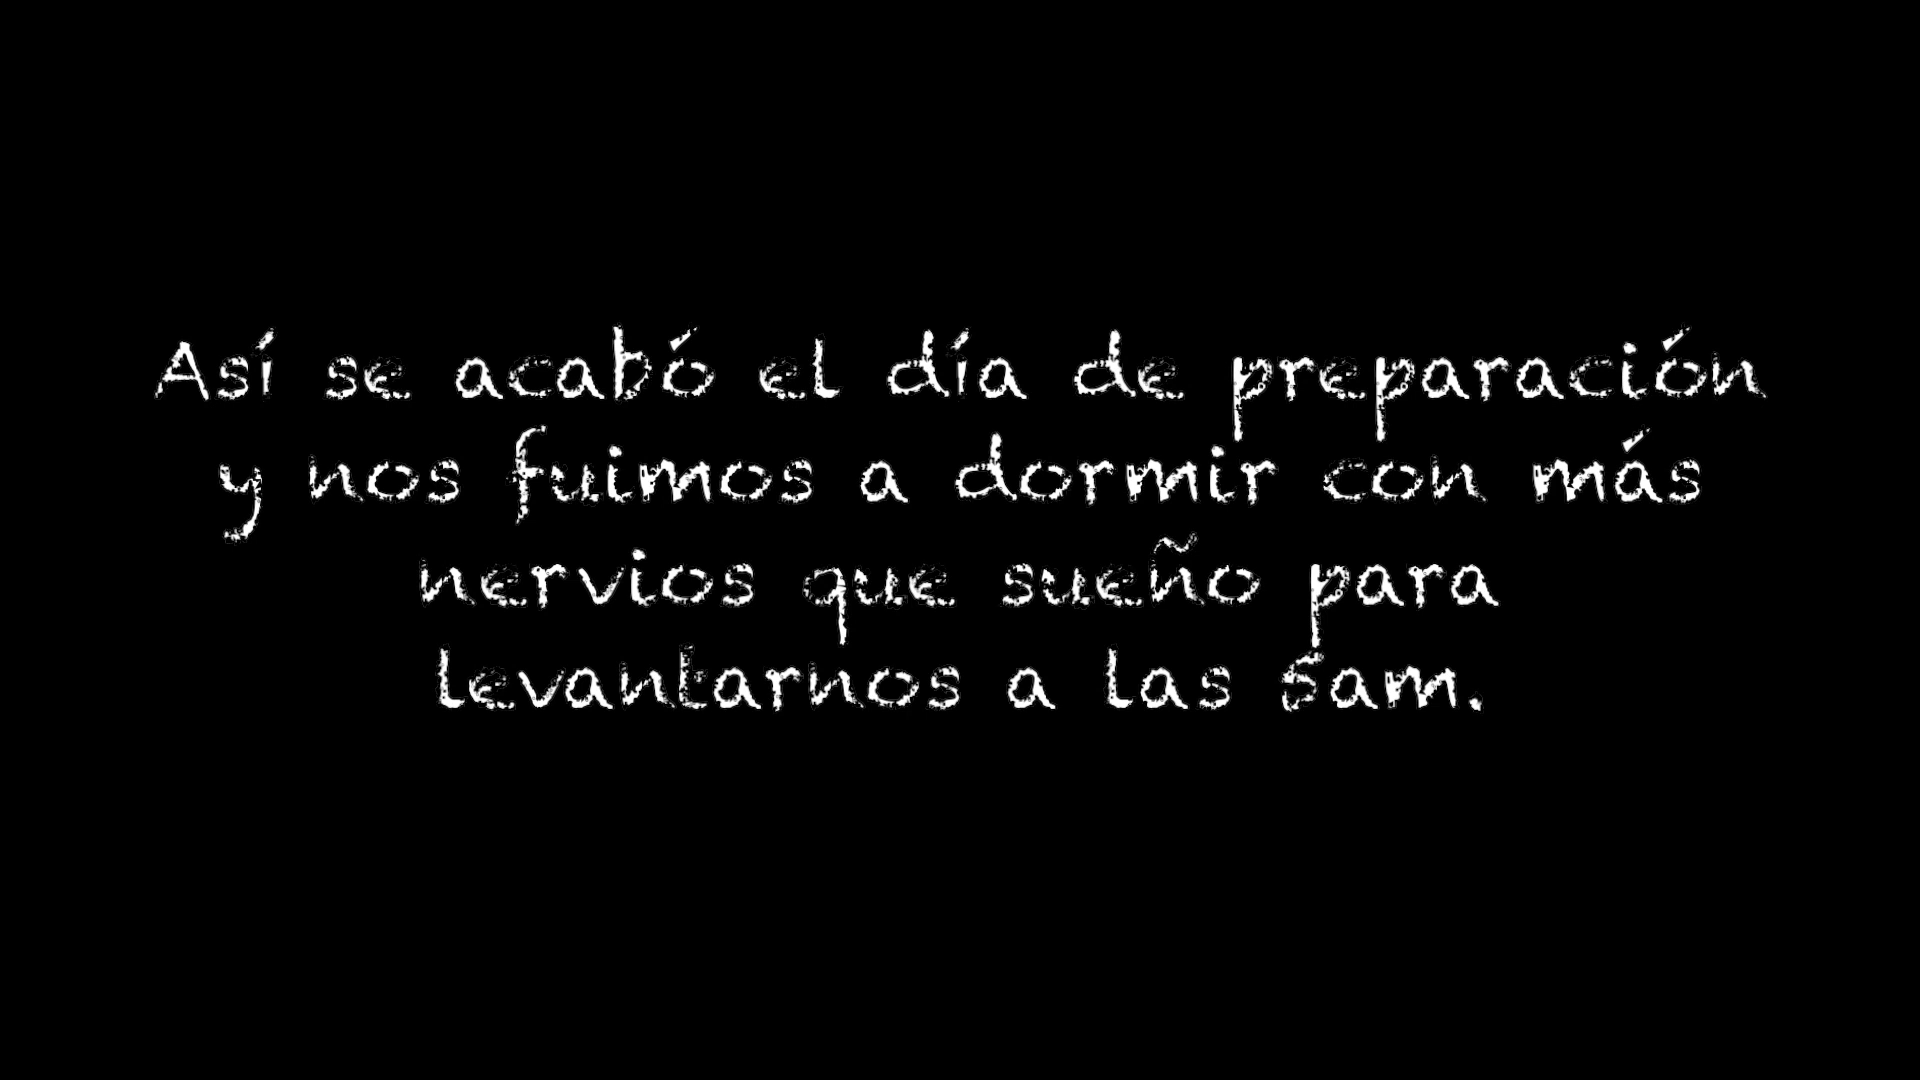 Así se acabó el día de preparación
y nos fuimos a dormir con más
nervios que sueño para
levantarnos a las 5am.